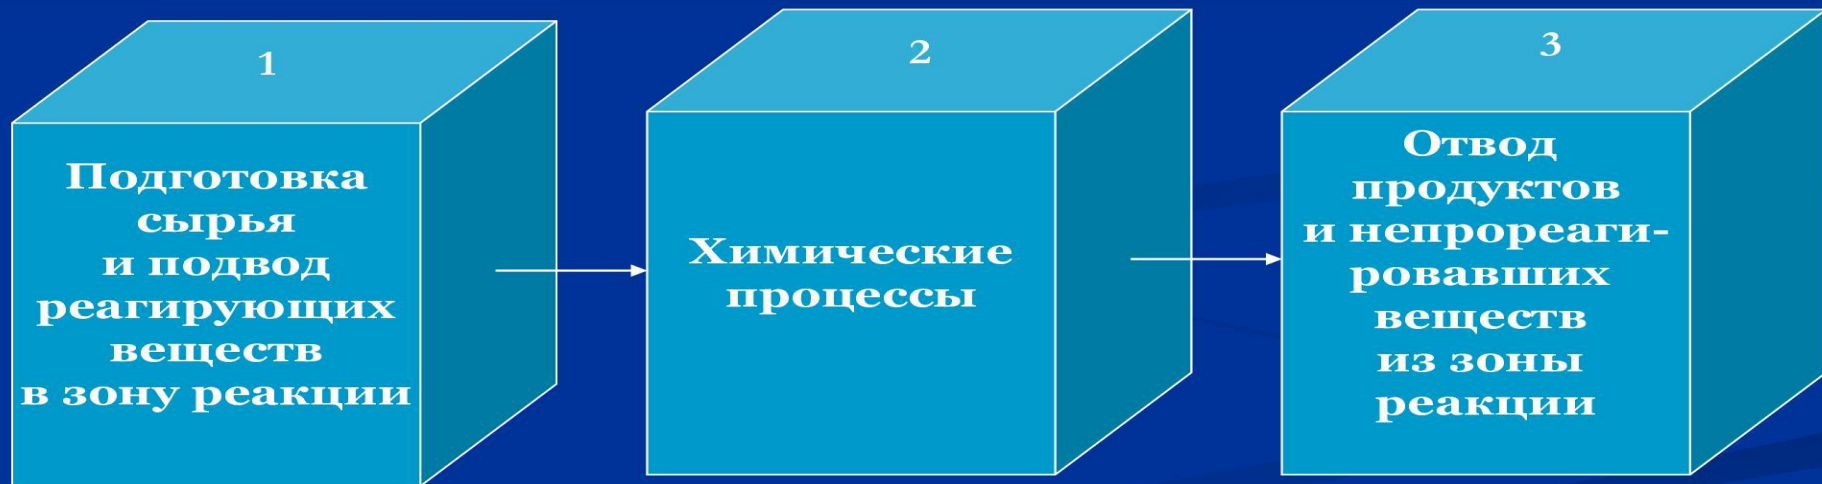 1
Подготовка
сырья
и подвод
реагирующих
веществ
в зону реакции
2
Химические
процессы
3
Отвод
продуктов
и непрореаги-
ровавших
веществ
из зоны
реакции